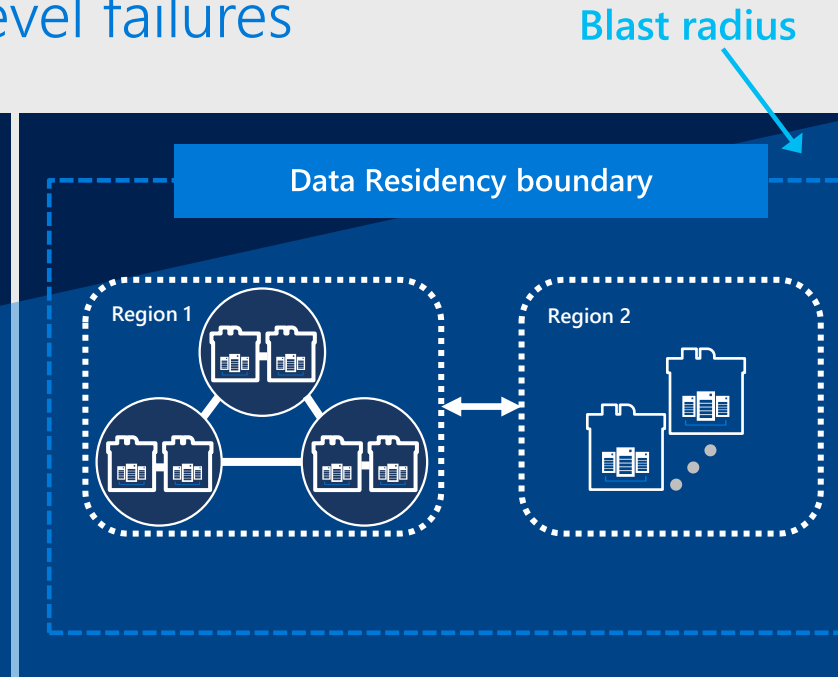 evel failures
Blast radius
Data Residency boundary
Region 1
Region 2